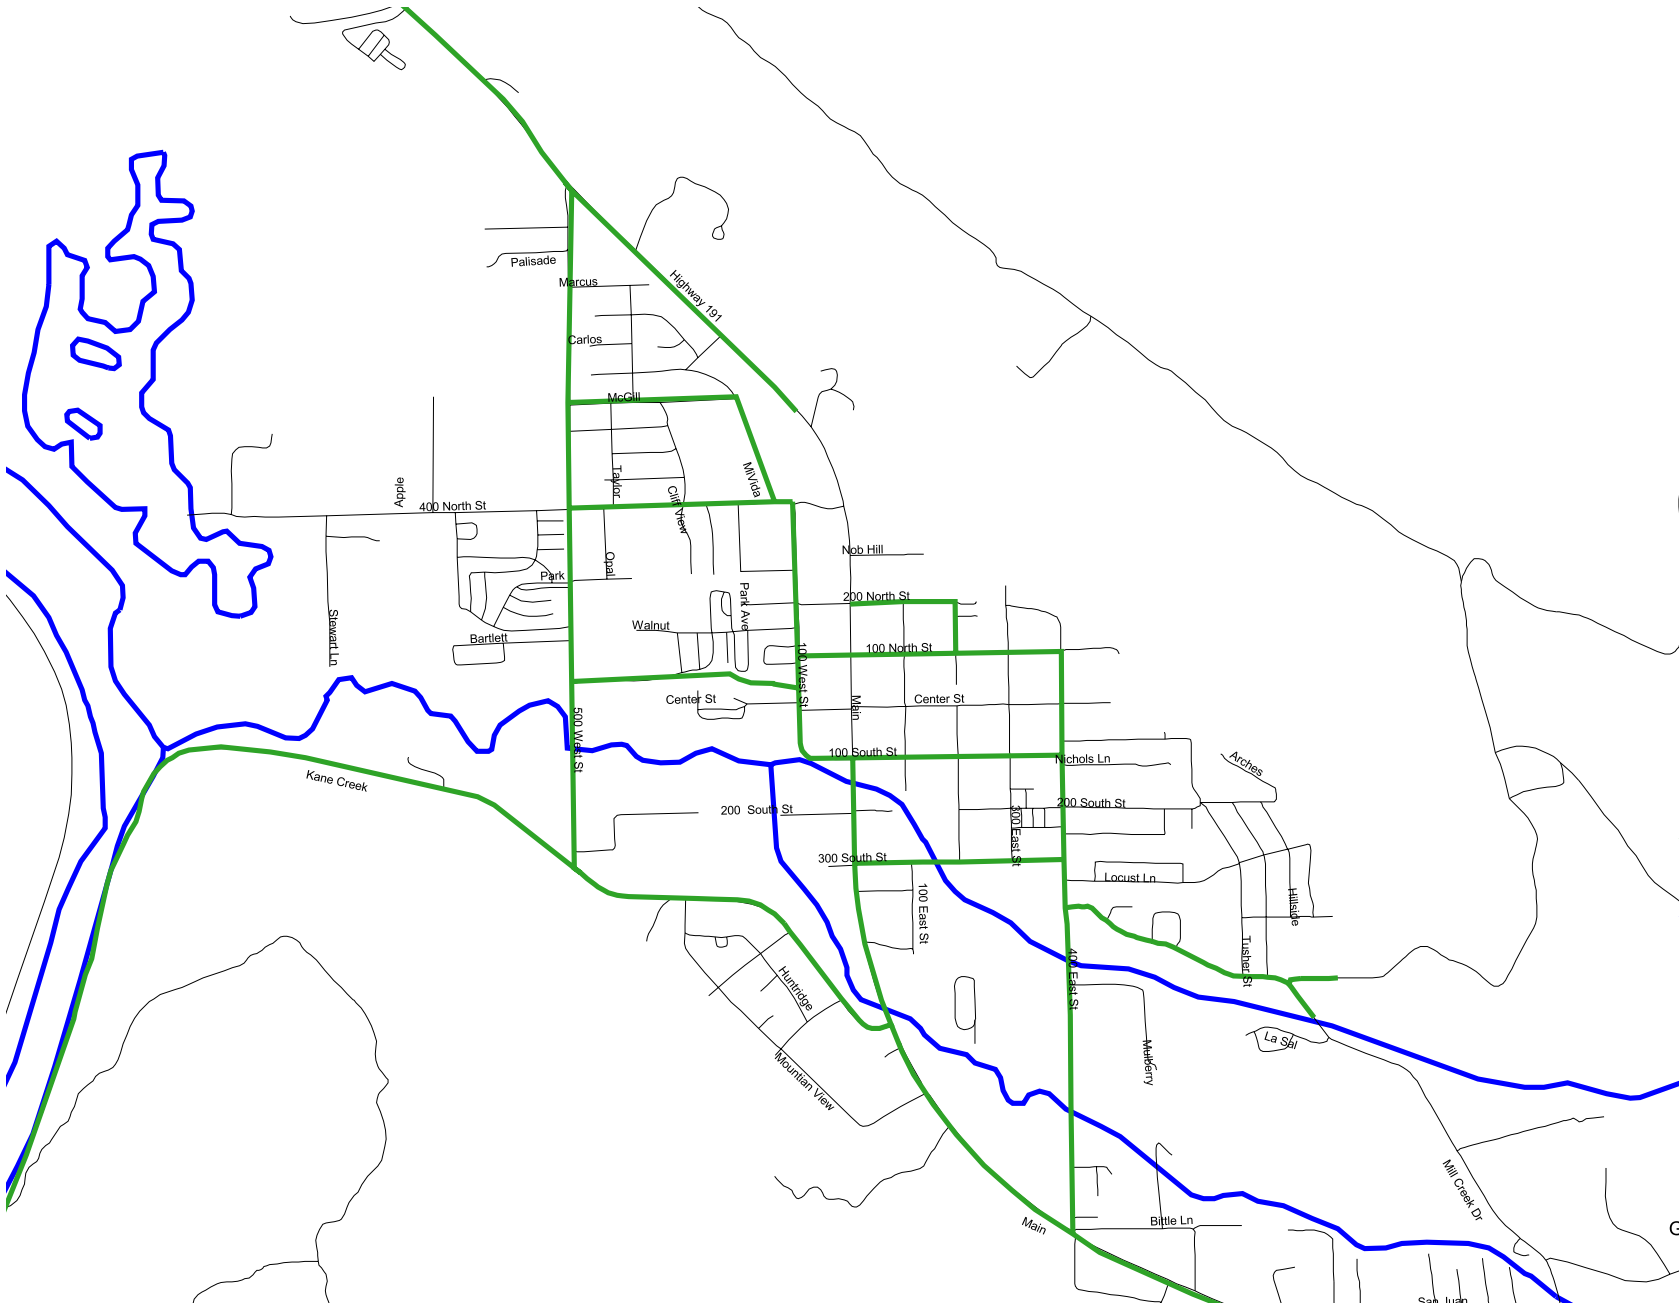 Palisade
Marcus
Highway 191
Carlos
McGill
MiVida
Taylor
Cliff View
Apple
400 North St
Nob Hill
Opal
Park
Park Ave
200 North St
Stewart Ln
Walnut
Bartlett
100 North St
100 West St
Center St
Main
Center St
500 West St
100 South St
Nichols Ln
Arches
Kane Creek
200 South St
200 South St
300 East St
300 South St
Locust Ln
100 East St
Hillside
Tusher St
400 East St
Huntridge
La Sal
Mulberry
Mountian View
Mill Creek Dr
Main
Bittle Ln
G
San Juan